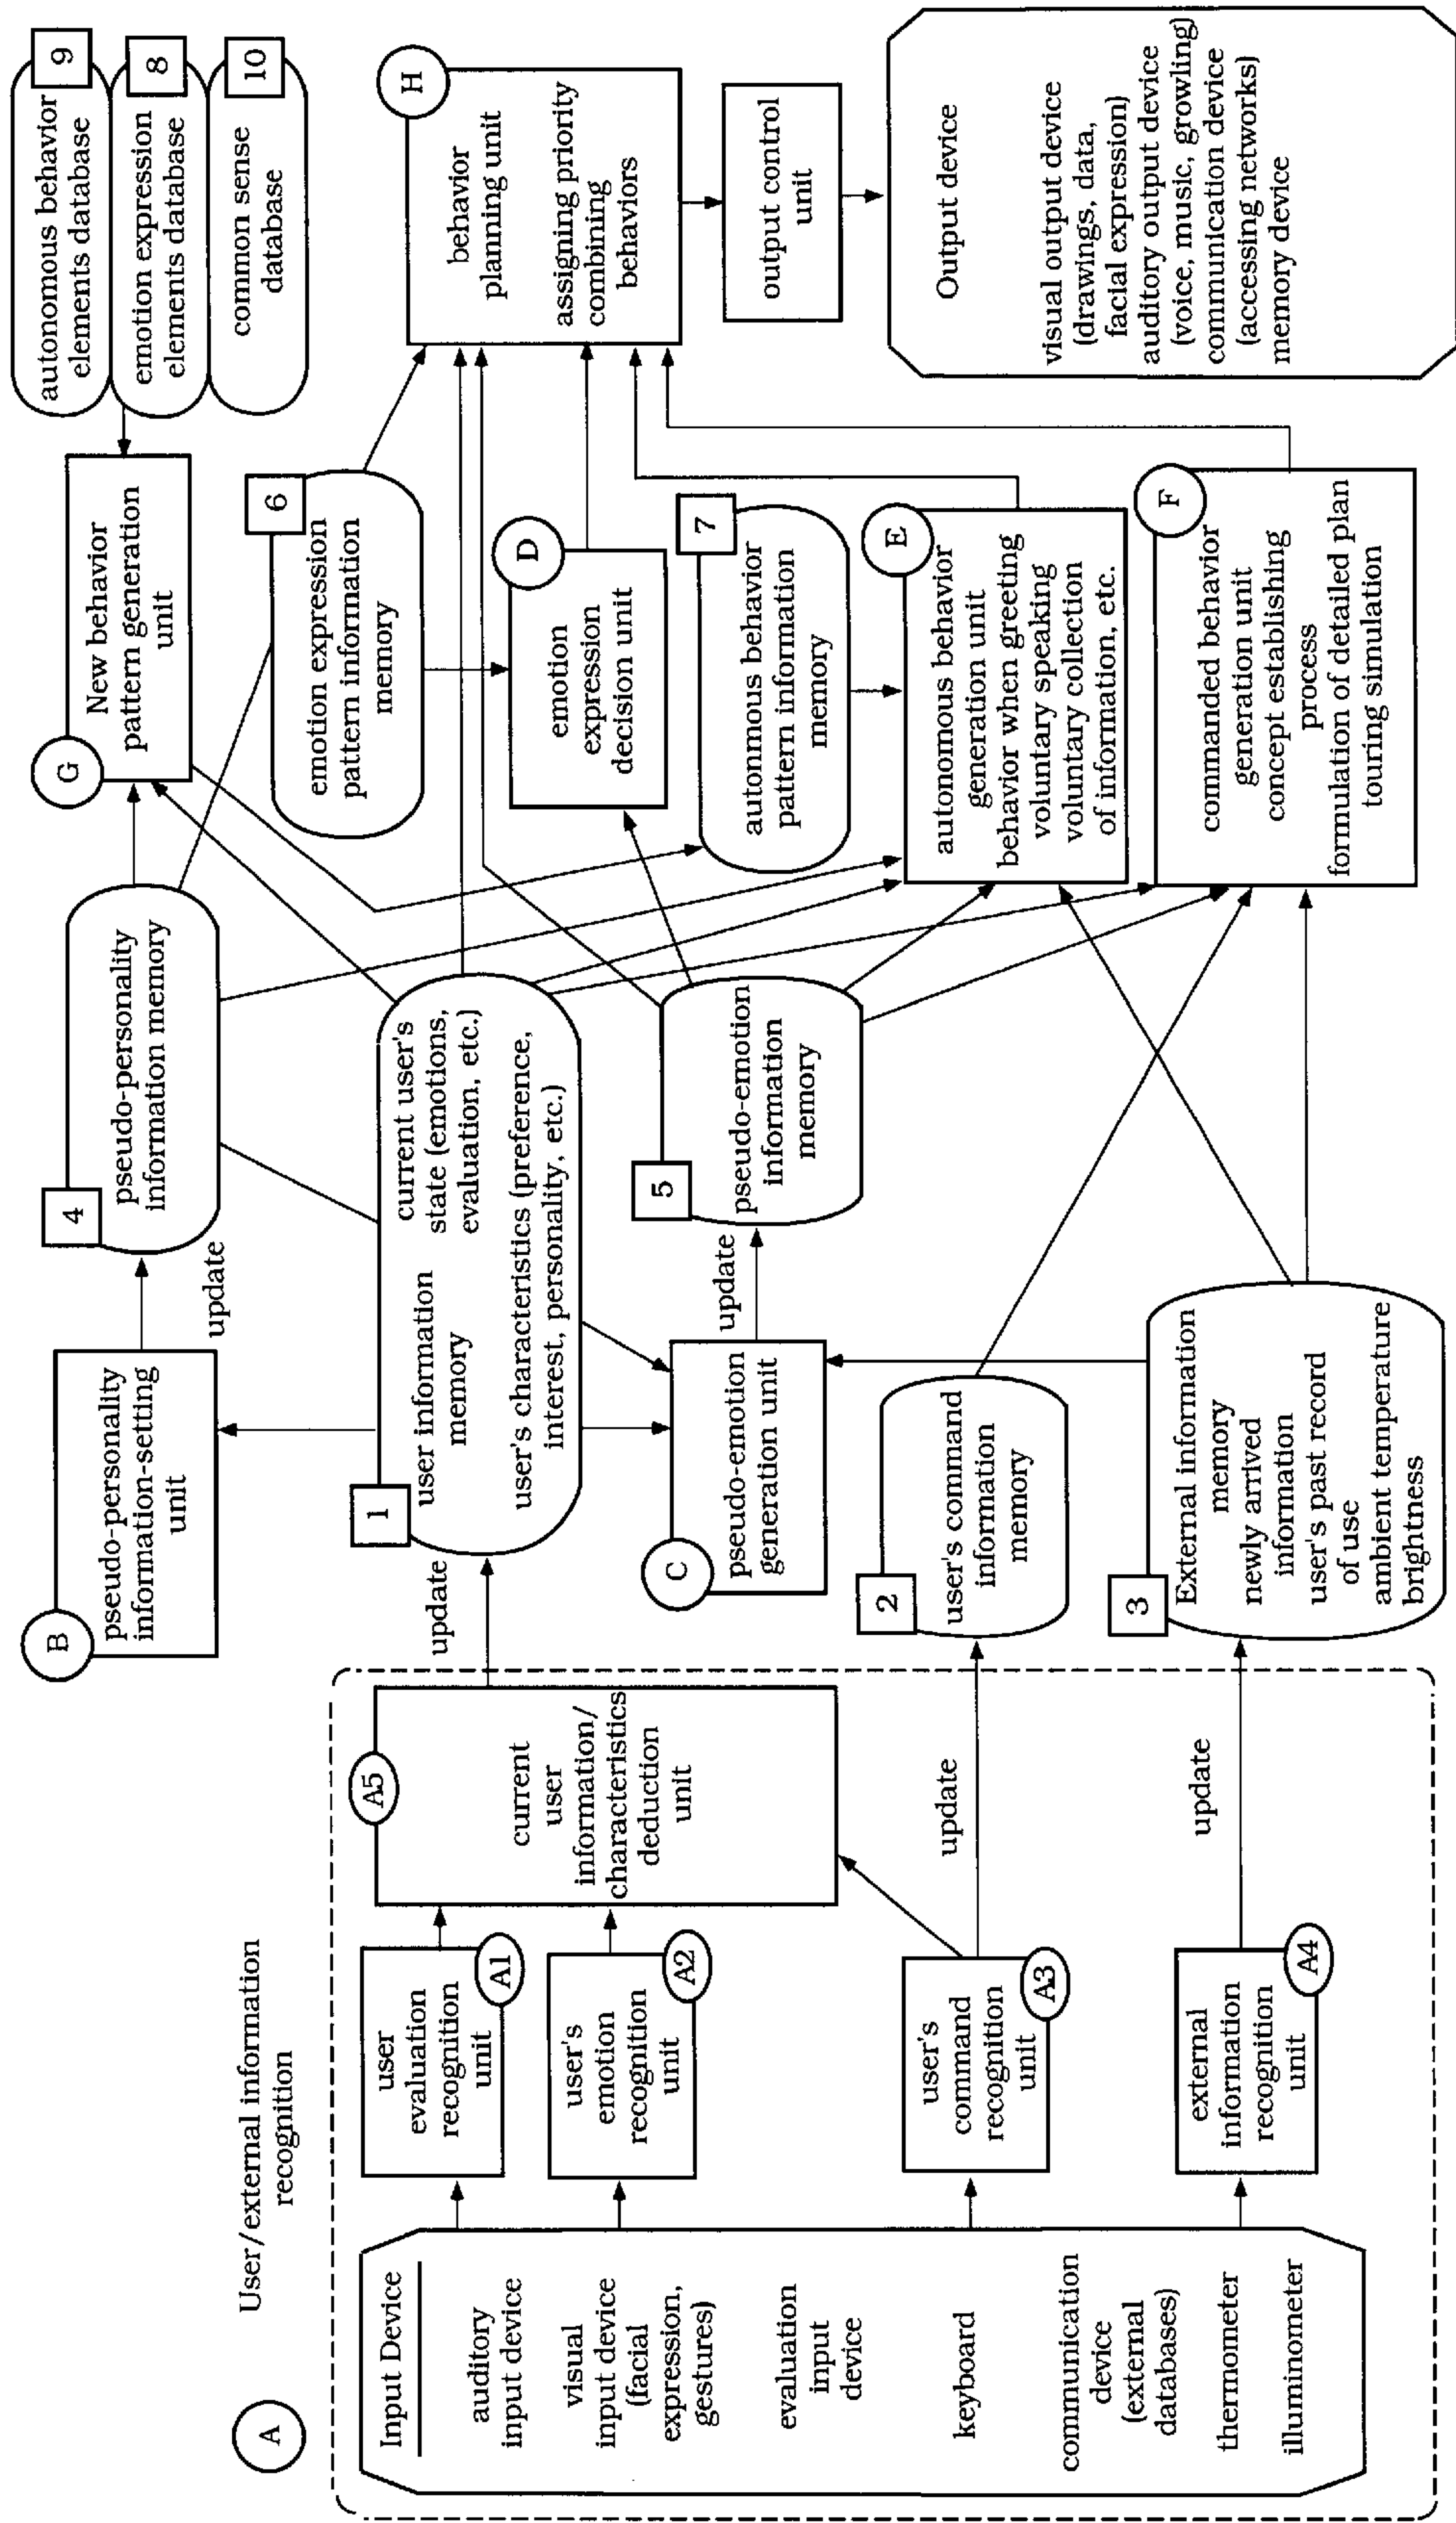 A
User/external information
recognition
Input Device
auditory
input device
visual
input device
(facial
expression,
gestures)
evaluation
input
device
keyboard
communication
device
(external
databases)
thermometer
illuminometer
user
evaluation
recognition
unit
A1
user's
emotion
recognition
unit
A2
user's
command
recognition
unit
A3
external
information
recognition
unit
A4
A5
current
user
information/
characteristics
deduction
unit
update
update
update
B
pseudo-personality
information-setting
unit
update
1
user information
memory
current user's
state (emotions,
evaluation, etc.)
user's characteristics (preference,
interest, personality, etc.)
C
pseudo-emotion
generation unit
update
2
user's command
information
memory
3
External information
memory
newly arrived
information
user's past record
of use
ambient temperature
brightness
4
pseudo-personality
information memory
5
pseudo-emotion
information
memory
G
New behavior
pattern generation
unit
6
emotion expression
pattern information
memory
D
emotion
expression
decision unit
7
autonmous behavior
pattern information
memory
E
autonomous behavior
generation unit
behavior when greeting
voluntary speaking
voluntary collection
of information, etc.
F
commanded behavior
generation unit
concept establishing
process
formulation of detailed plan
touring simulation
9
autonomous behavior
elements database
8
emotion expression
elements database
10
common sense
database
H
behavior
planning unit
assigning priority
combining
behaviors
output control
unit
Output device
visual output device
(drawings, data,
facial expression)
auditory output device
(voice, music, growling)
communication device
(accessing networks)
memory device